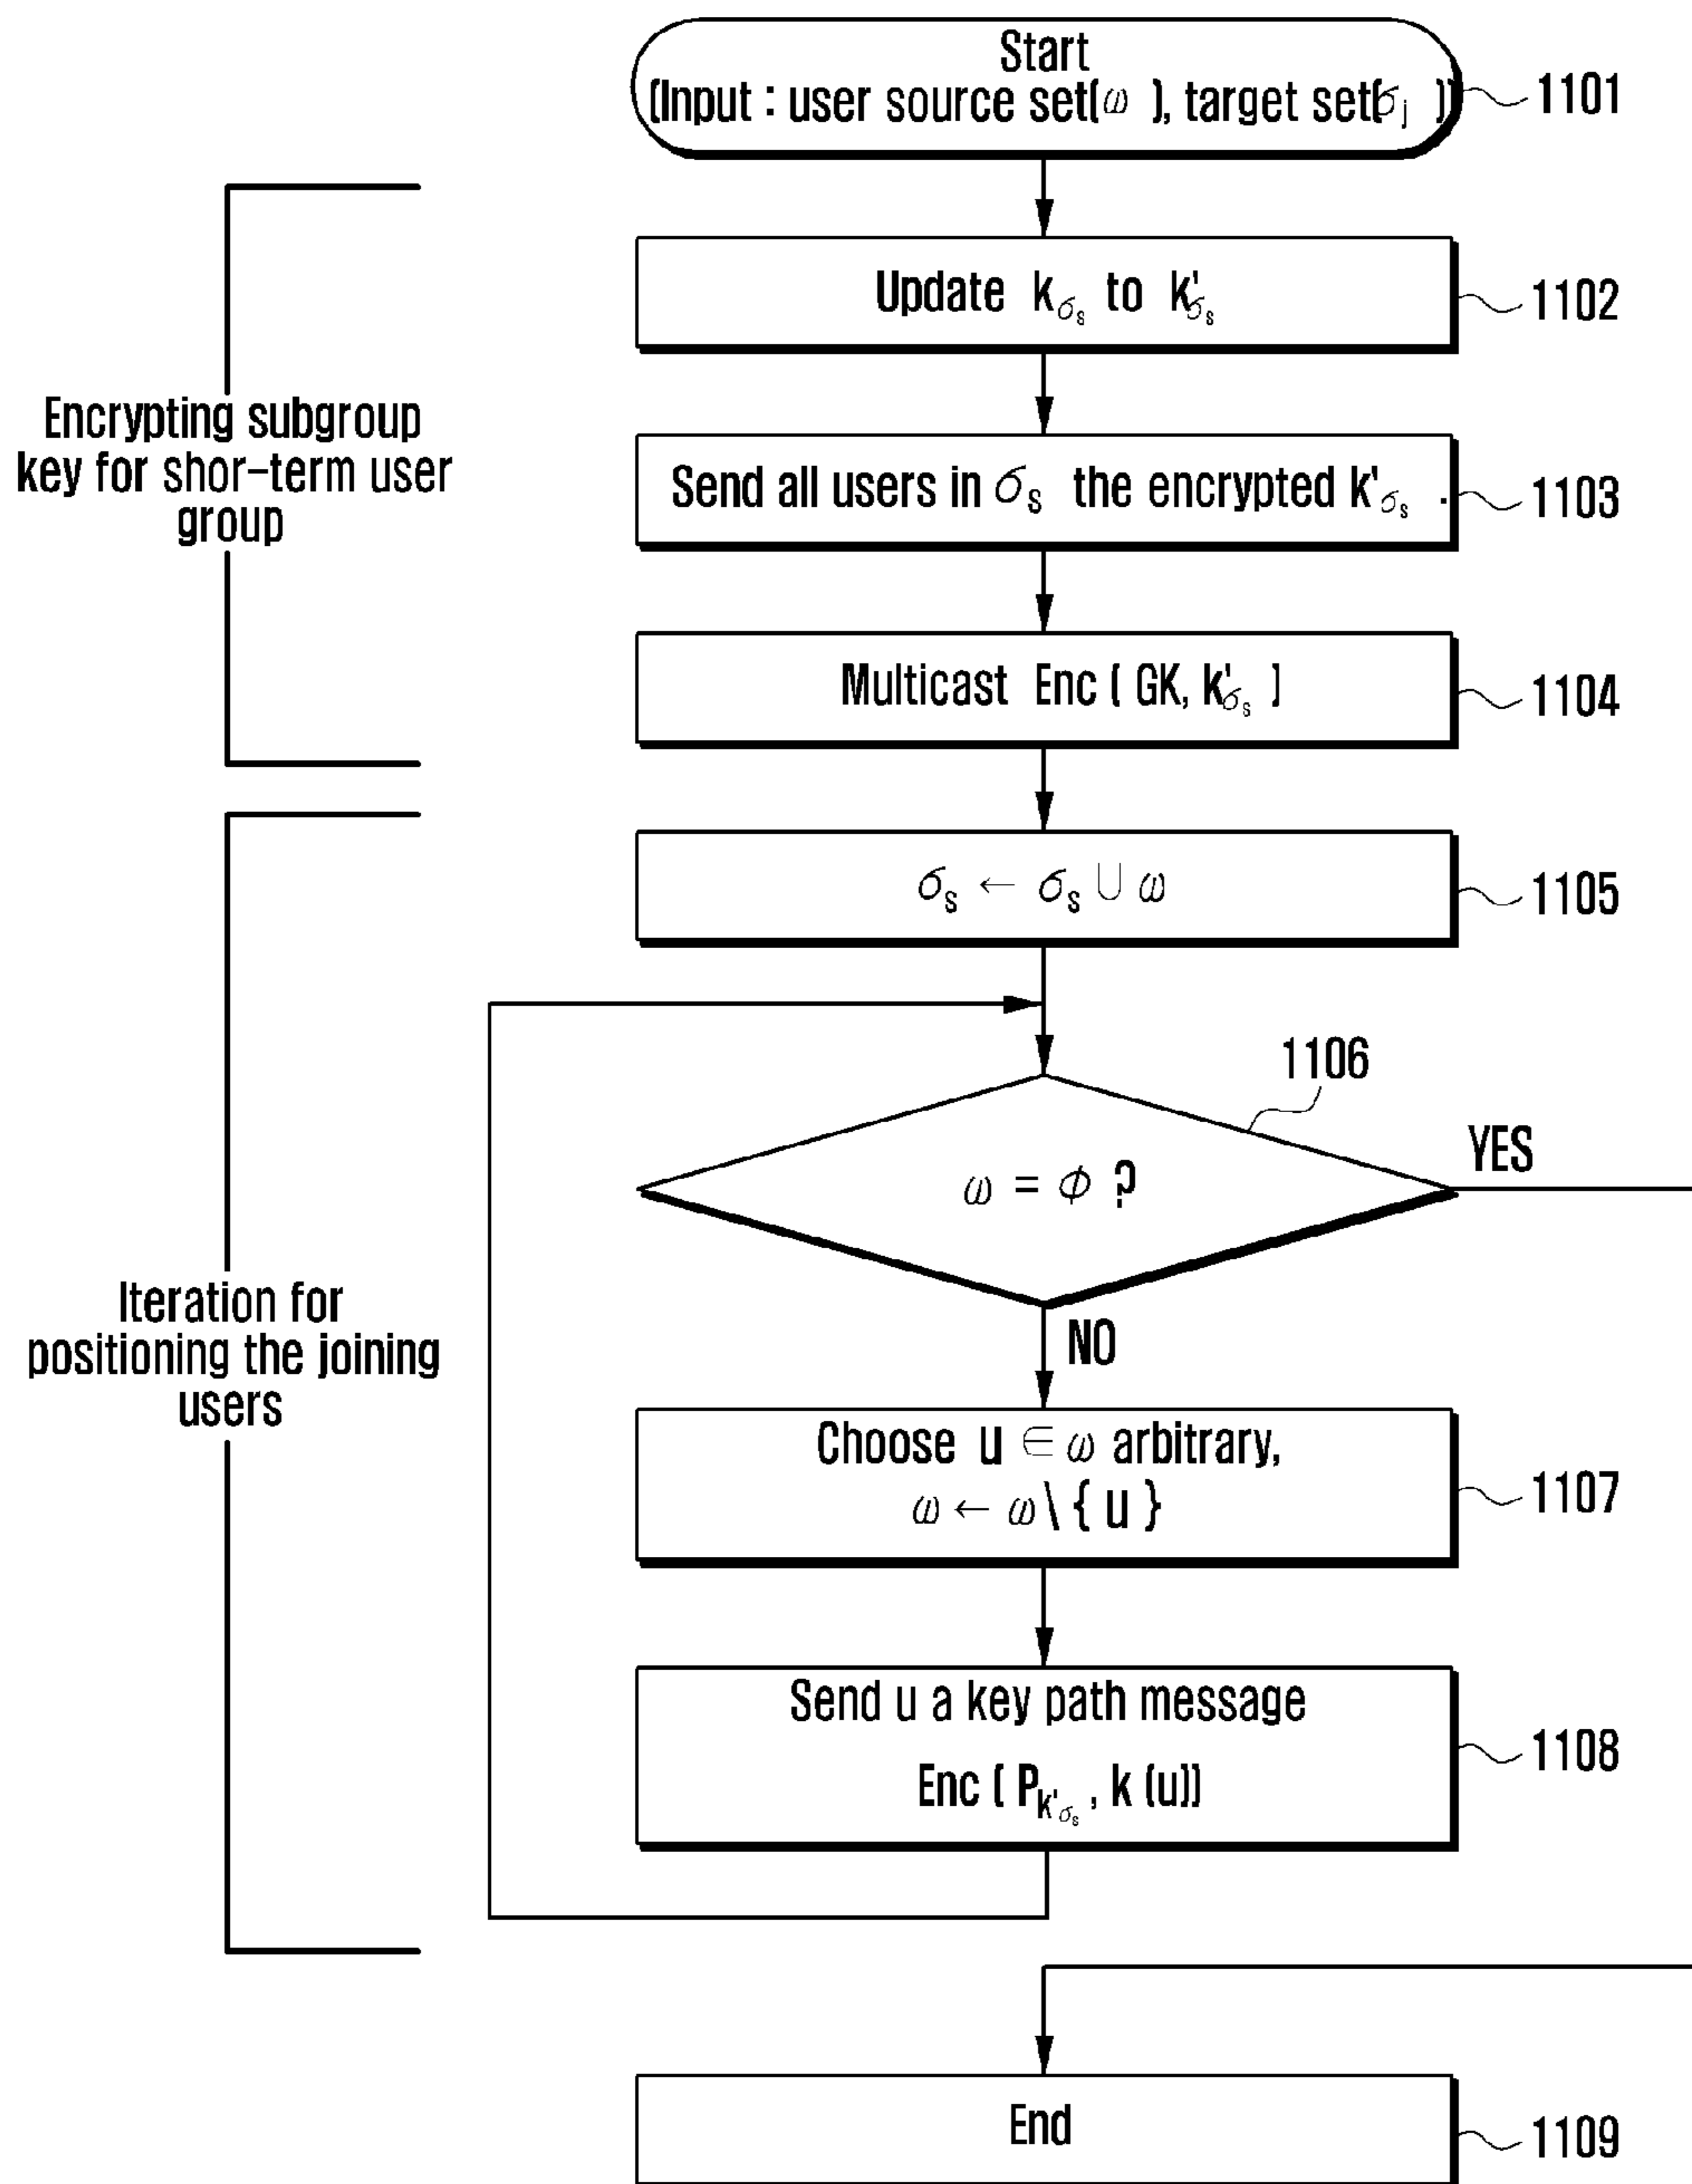 Start
(Input : user source set(ω ), target set(σj ))
1101
Update kσs to k'σs
1102
Encrypting subgroup
key for shor-term user
group
Send all users in σs the encrypted k'σs .
1103
Multicast Enc ( GK, k'σs )
1104
σs ← σs ∪ ω
1105
1106
ω = ϕ ?
YES
NO
Iteration for
positioning the joining
users
Choose u ∈ ω arbitrary,
ω ← ω \ { u }
1107
Send u a key path message
Enc ( Pk'σs , k (u))
1108
End
1109